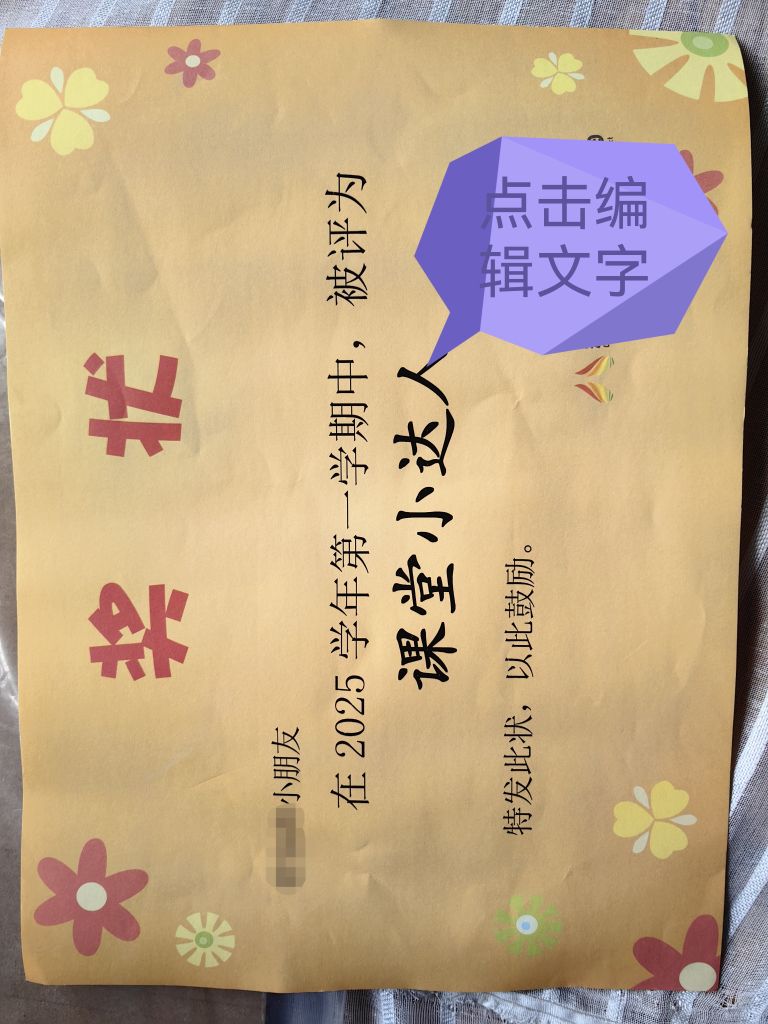 奖状
小朋友
在 2025 学年第一学期中，被评为
课堂小达人
特发此状，以此鼓励。
点击编
辑文字